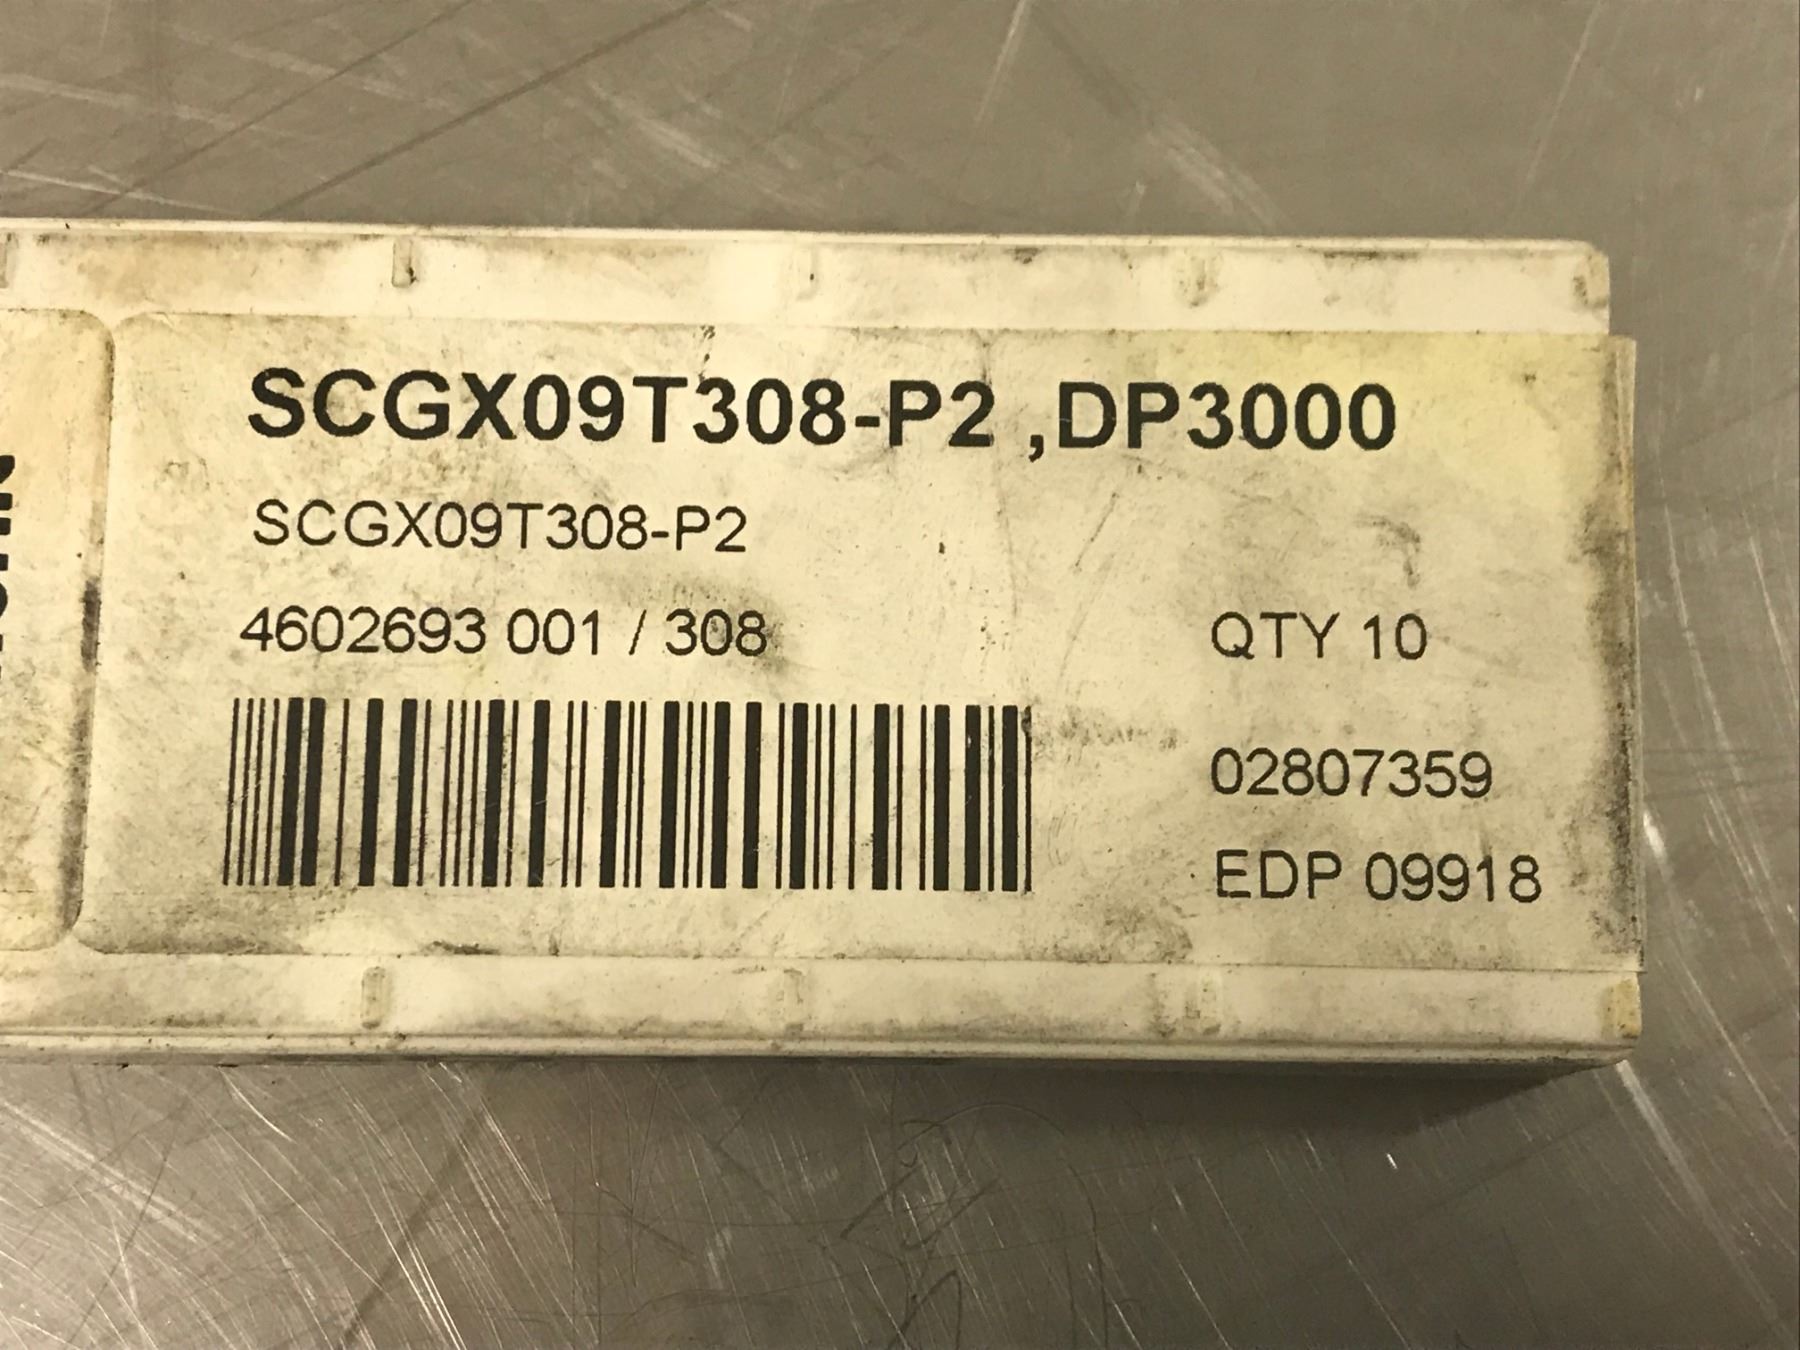 SCGX09T308-P2 ,DP3000
SCGX09T308-P2
4602693 001 / 308
QTY 10
02807359
EDP 09918